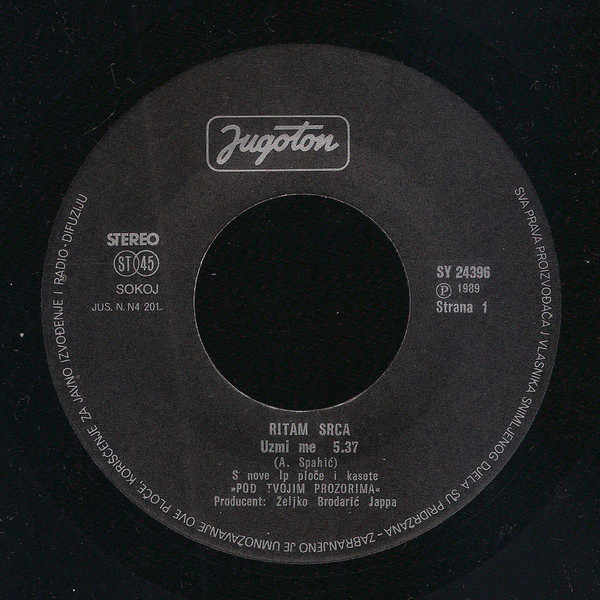 Jugoton
STEREO
ST 45
SOKOJ
JUS. N. N4 201.
SY 24396
Ⓟ 1989
Strana 1
RITAM SRCA
Uzmi me 5.37
(A. Spahić)
S nove lp ploče i kasete
»POD TVOJIM PROZORIMA«
Producent: Željko Brodarić Jappa
SVA PRAVA PROIZVOĐAČA I VLASNIKA SNIMLJENOG DJELA SU PRIDRŽANA - ZABRANJENO JE UMNOŽAVANJE OVE PLOČE, KORIŠĆENJE ZA JAVNO IZVOĐENJE I RADIO-DIFUZIJU